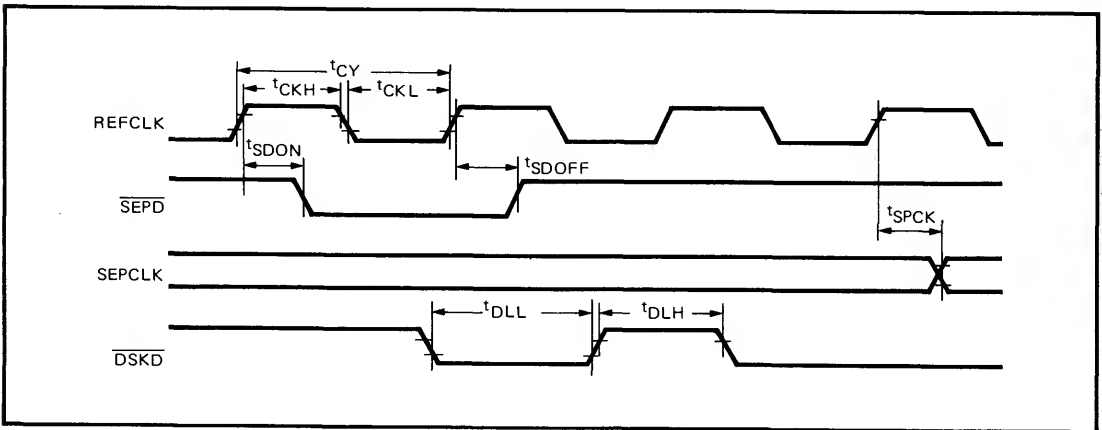 tCY
tCKH tCKL
REFCLK
tSDON tSDOFF
SEPD
tSPCK
SEPCLK
tDLL tDLH
DSKD